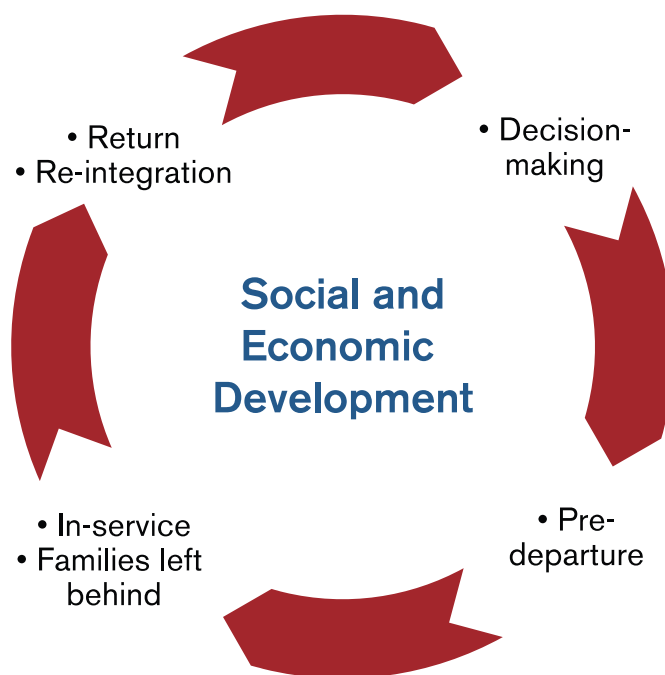 • Return
• Re-integration
• Decision-
making
Social and
Economic
Development
• In-service
• Families left
behind
• Pre-
departure